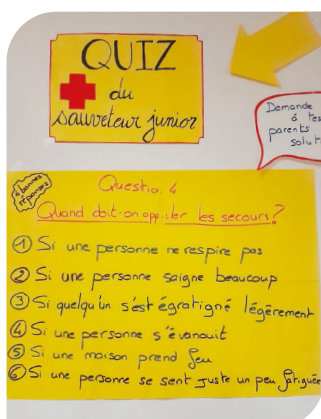 QUIZ
du
sauveteur junior
Demande
à tes
parents
solut
4 bonnes
réponses
Question 4
Quand doit-on appeler les secours?
① Si une personne ne respire pas
② Si une personne saigne beaucoup
③ Si quelqu'un s'est égratigné légèrement
④ Si une personne s'évanouit
⑤ Si une maison prend feu
⑥ Si une personne se sent juste un peu fatiguée